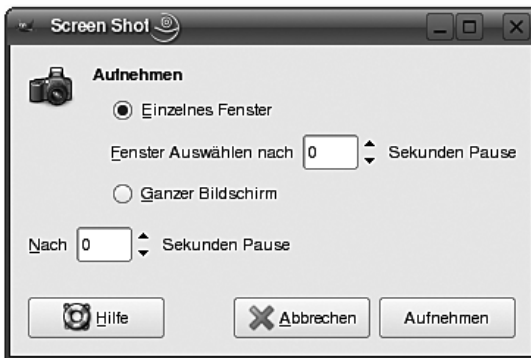 Screen Shot
Aufnehmen
Einzelnes Fenster
Fenster Auswählen nach 0 Sekunden Pause
Ganzer Bildschirm
Nach 0 Sekunden Pause
Hilfe Abbrechen Aufnehmen